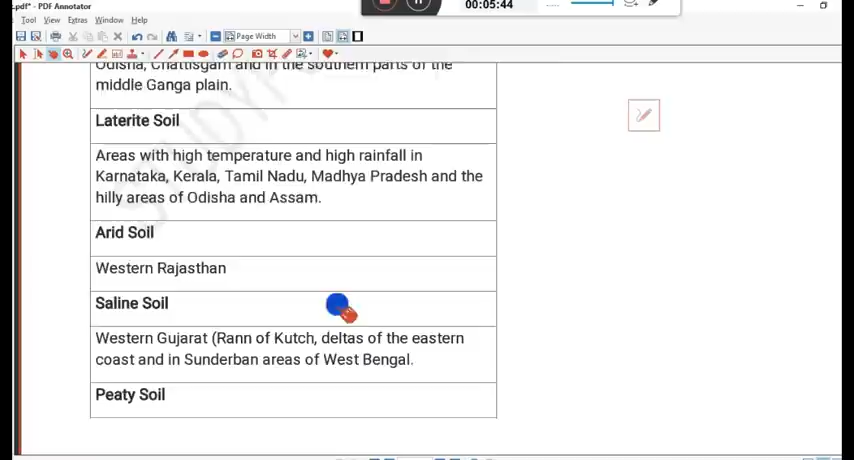 .pdf* - PDF Annotator
00:05:44
Tool View Extras Window Help
Page Width
Odisha, Chattisgarh and in the southern parts of the
middle Ganga plain.
Laterite Soil
Areas with high temperature and high rainfall in
Karnataka, Kerala, Tamil Nadu, Madhya Pradesh and the
hilly areas of Odisha and Assam.
Arid Soil
Western Rajasthan
Saline Soil
Western Gujarat (Rann of Kutch, deltas of the eastern
coast and in Sunderban areas of West Bengal.
Peaty Soil